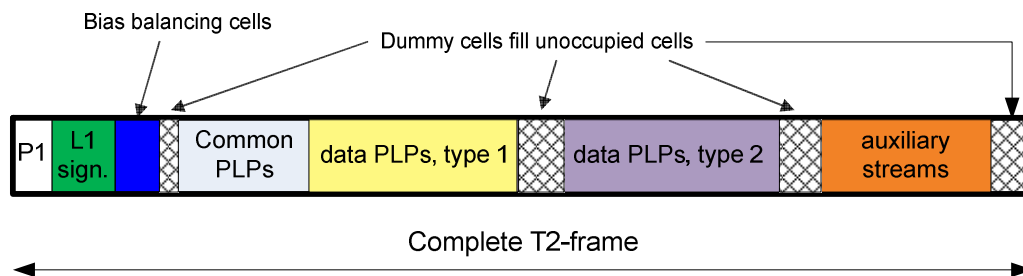 Bias balancing cells
Dummy cells fill unoccupied cells
P1
L1
sign.
Common
PLPs
data PLPs, type 1
data PLPs, type 2
auxiliary
streams
Complete T2-frame